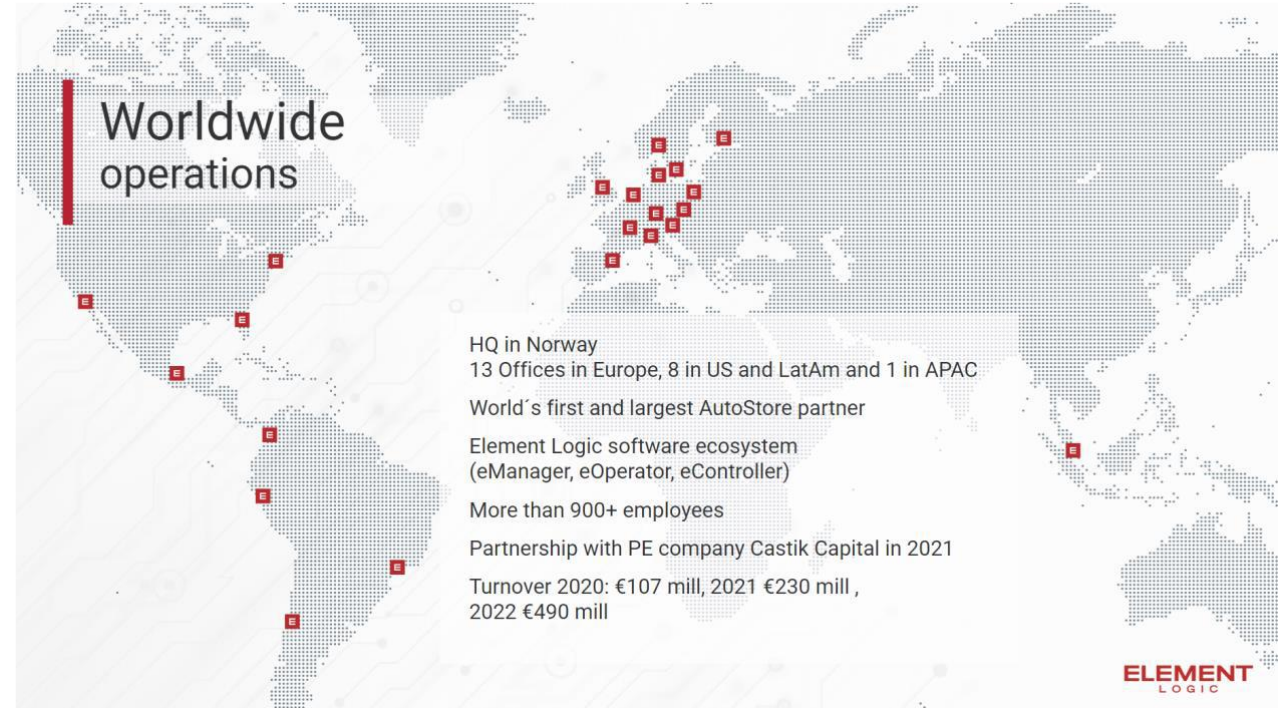 Worldwide
operations
HQ in Norway
13 Offices in Europe, 8 in US and LatAm and 1 in APAC
World´s first and largest AutoStore partner
Element Logic software ecosystem
(eManager, eOperator, eController)
More than 900+ employees
Partnership with PE company Castik Capital in 2021
Turnover 2020: €107 mill, 2021 €230 mill ,
2022 €490 mill
ELEMENT
LOGIC